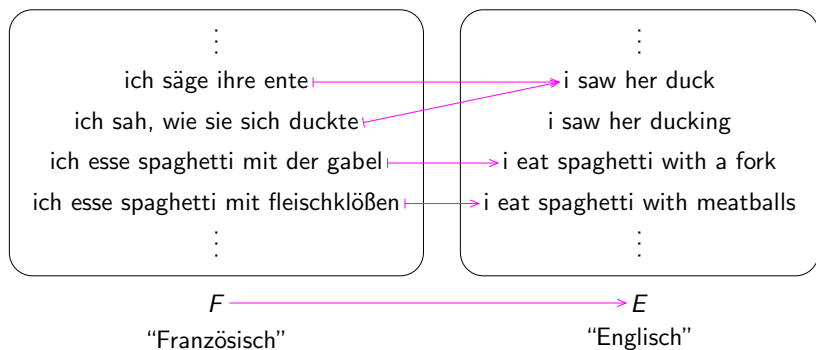 ich säge ihre ente
i saw her duck
ich sah, wie sie sich duckte
i saw her ducking
ich esse spaghetti mit der gabel
i eat spaghetti with a fork
ich esse spaghetti mit fleischklößen
i eat spaghetti with meatballs
F
E
“Französisch”
“Englisch”